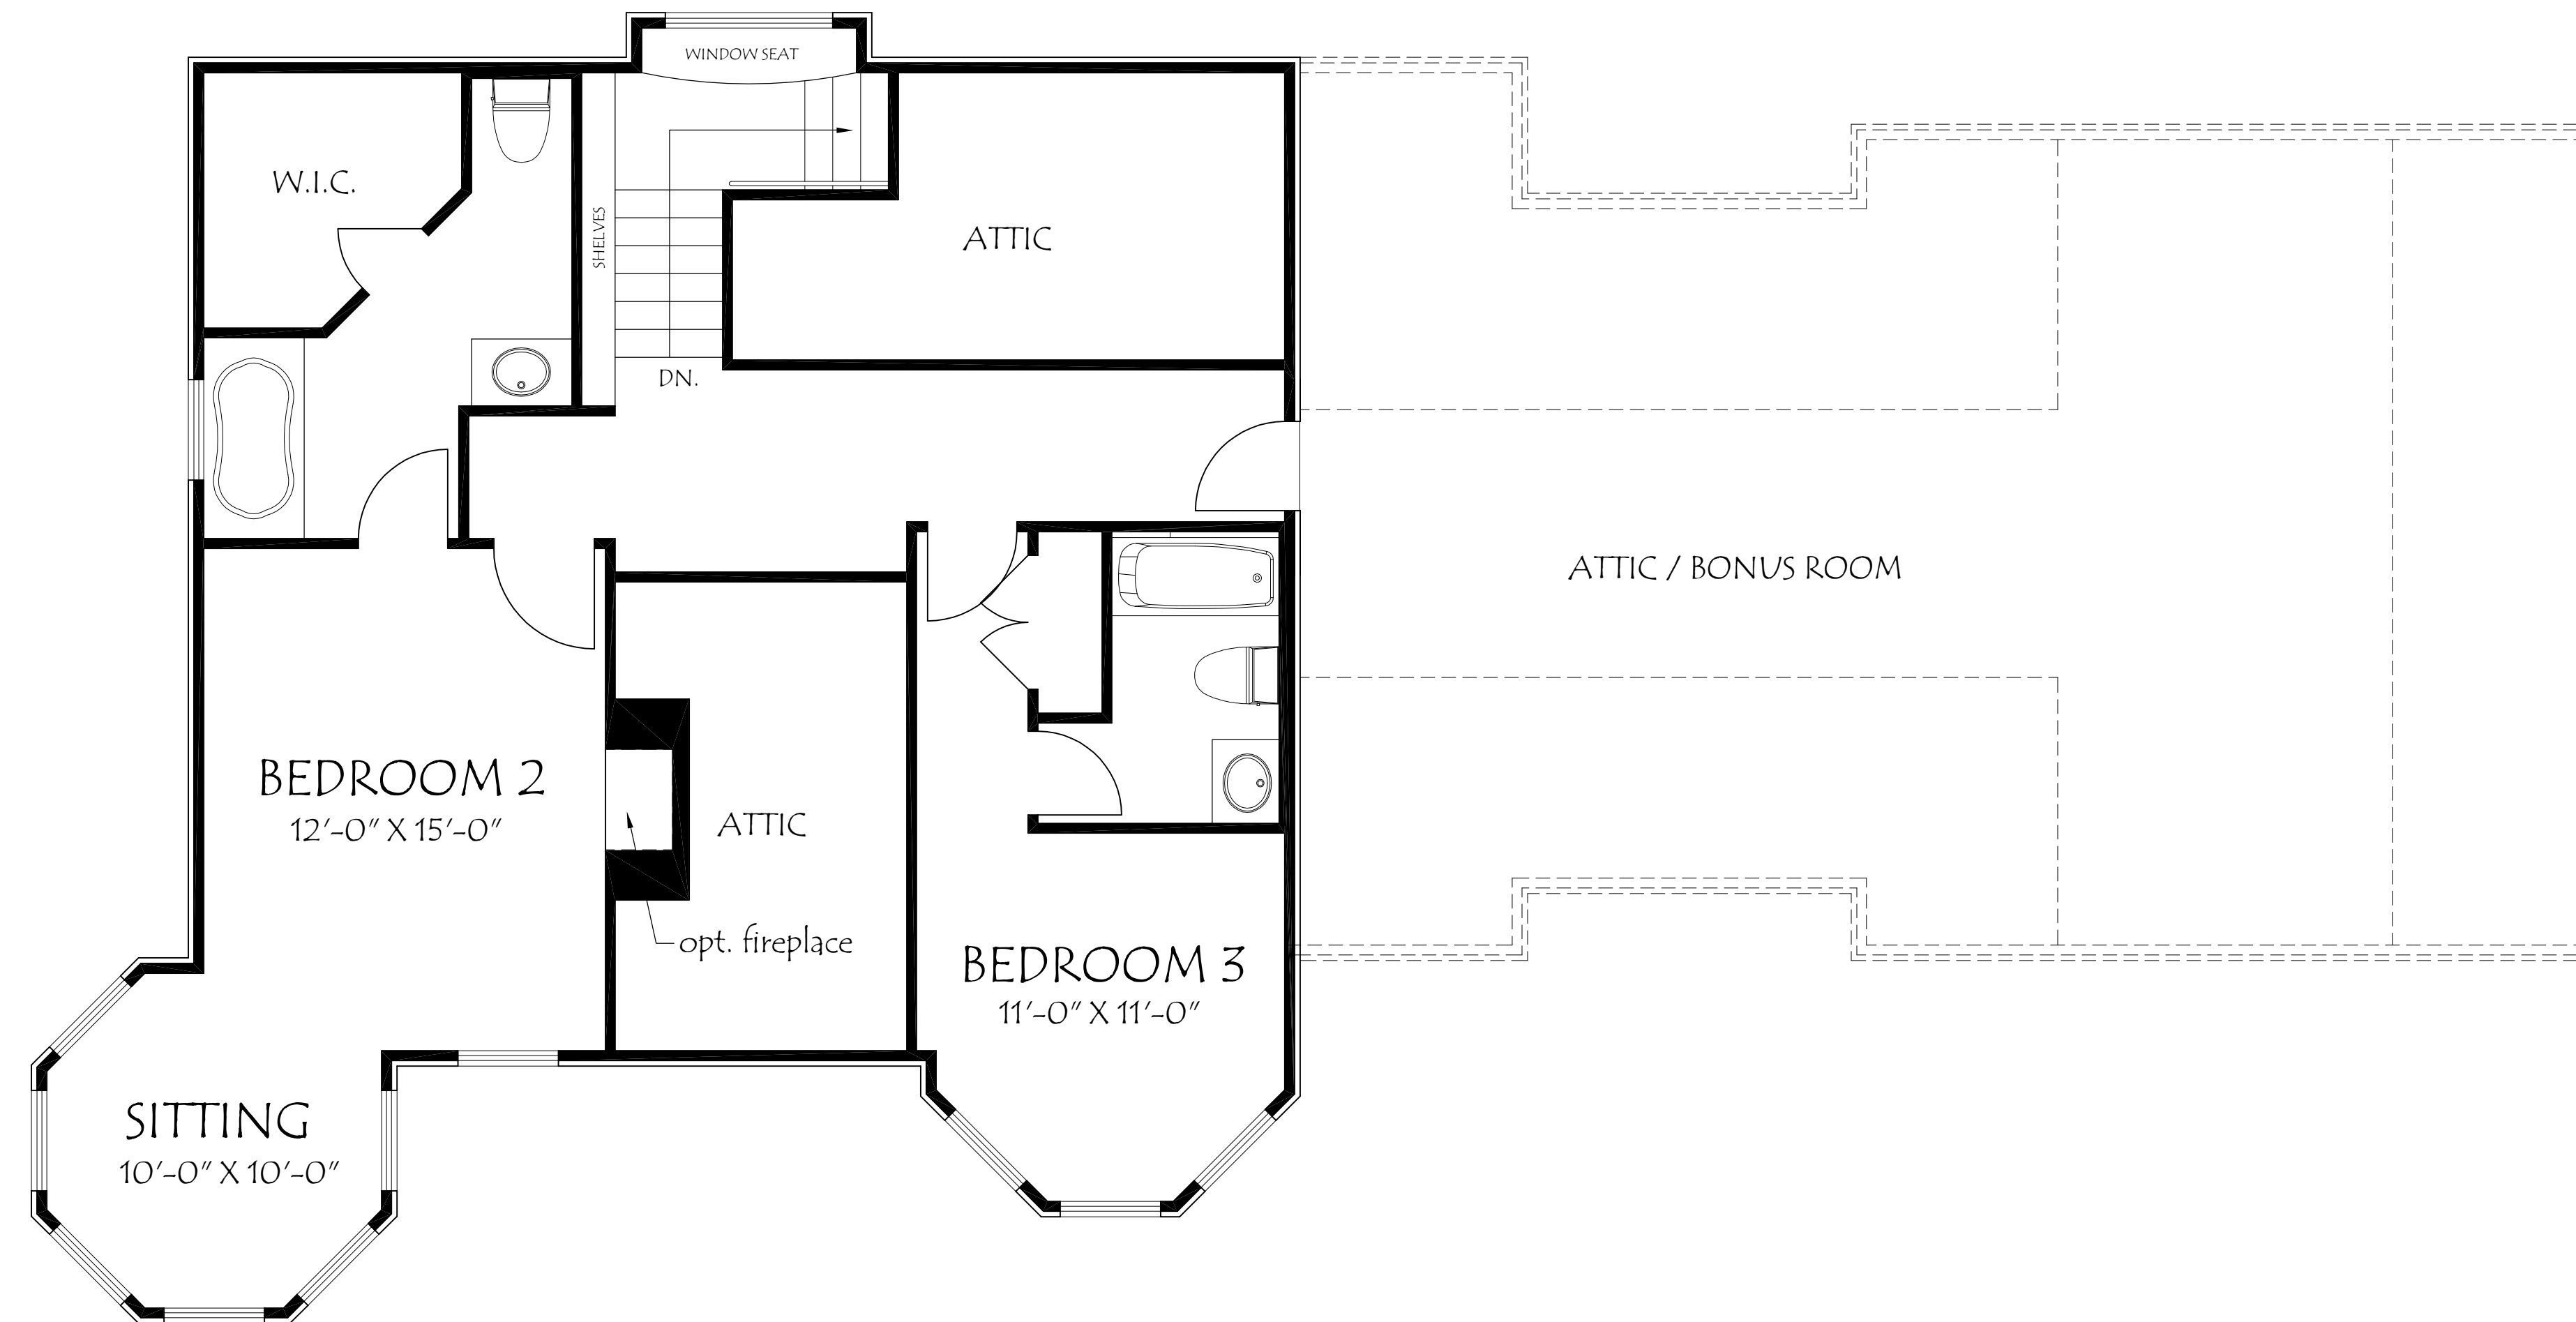 WINDOW SEAT
W.I.C.
SHELVES
ATTIC
DN.
ATTIC / BONUS ROOM
BEDROOM 2
12'-0" X 15'-0"
ATTIC
opt. fireplace
BEDROOM 3
11'-0" X 11'-0"
SITTING
10'-0" X 10'-0"